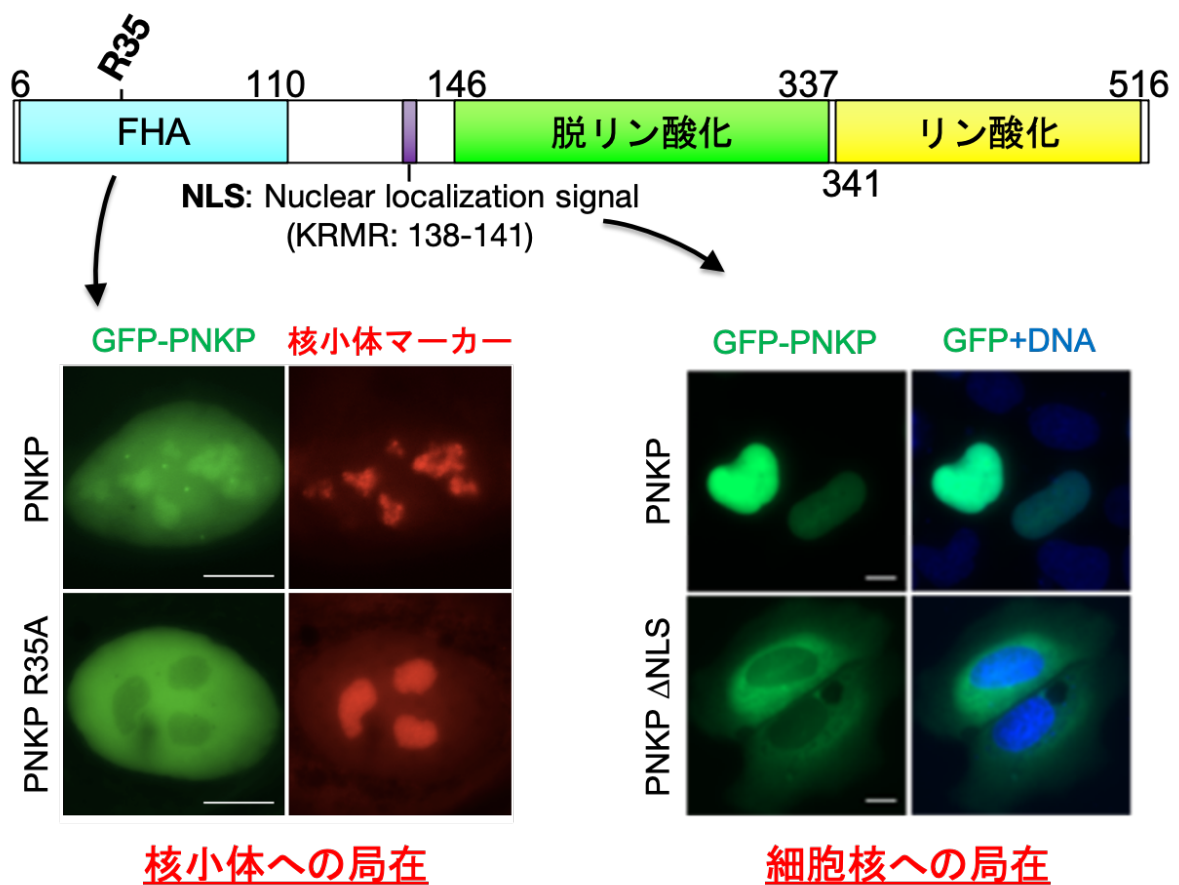 R35
6
110
146
337
516
FHA
脱リン酸化
リン酸化
341
NLS: Nuclear localization signal
(KRMR: 138-141)
GFP-PNKP
核小体マーカー
PNKP
PNKP R35A
核小体への局在
GFP-PNKP
GFP+DNA
PNKP
PNKP ΔNLS
細胞核への局在